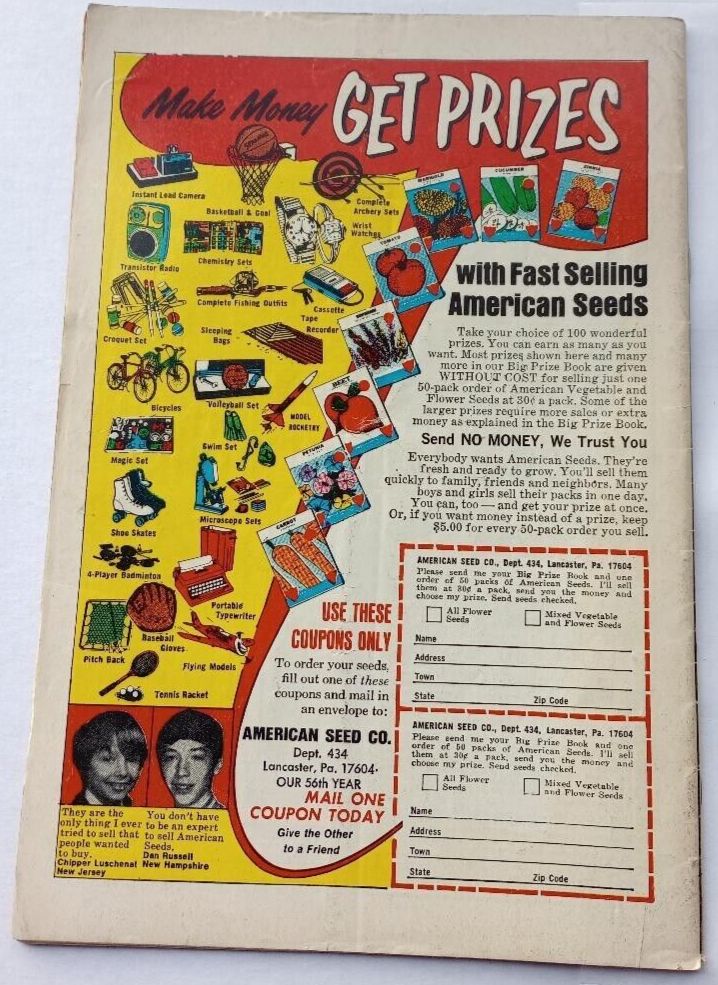 Make Money GET PRIZES
SPALDING
Instant Load Camera
Basketball & Goal
Complete
Archery Sets
Wrist
Watches
Transistor Radio
Chemistry Sets
Complete Fishing Outfits
Cassette
Tape
Recorder
Croquet Set
Sleeping
Bags
Bicycles
Volleyball Set
MODEL
ROCKETRY
Magic Set
Swim Set
Shoe Skates
Microscope Sets
4-Player Badminton
Portable
Typewriter
Pitch Back
Baseball
Gloves
Flying Models
Tennis Racket
MARIGOLD
CUCUMBER
ZINNIA
TOMATO
BEET
PETUNIA
CARROT
with Fast Selling
American Seeds
Take your choice of 100 wonderful
prizes. You can earn as many as you
want. Most prizes shown here and many
more in our Big Prize Book are given
WITHOUT COST for selling just one
50-pack order of American Vegetable and
Flower Seeds at 30¢ a pack. Some of the
larger prizes require more sales or extra
money as explained in the Big Prize Book.
Send NO MONEY, We Trust You
Everybody wants American Seeds. They're
fresh and ready to grow. You'll sell them
quickly to family, friends and neighbors. Many
boys and girls sell their packs in one day.
You can, too — and get your prize at once.
Or, if you want money instead of a prize, keep
$5.00 for every 50-pack order you sell.
USE THESE
COUPONS ONLY
To order your seeds,
fill out one of these
coupons and mail in
an envelope to:
AMERICAN SEED CO.
Dept. 434
Lancaster, Pa. 17604
OUR 56th YEAR
MAIL ONE
COUPON TODAY
Give the Other
to a Friend
AMERICAN SEED CO., Dept. 434, Lancaster, Pa. 17604
Please send me your Big Prize Book and one
order of 50 packs of American Seeds. I'll sell
them at 30¢ a pack, send you the money and
choose my prize. Send seeds checked.
All Flower
Seeds
Mixed Vegetable
and Flower Seeds
Name
Address
Town
State Zip Code
AMERICAN SEED CO., Dept. 434, Lancaster, Pa. 17604
Please send me your Big Prize Book and one
order of 50 packs of American Seeds. I'll sell
them at 30¢ a pack, send you the money and
choose my prize. Send seeds checked.
All Flower
Seeds
Mixed Vegetable
and Flower Seeds
Name
Address
Town
State Zip Code
They are the
only thing I ever
tried to sell that
people wanted
to buy.
Chipper Luschenat
New Jersey
You don't have
to be an expert
to sell American
Seeds.
Dan Russell
New Hampshire